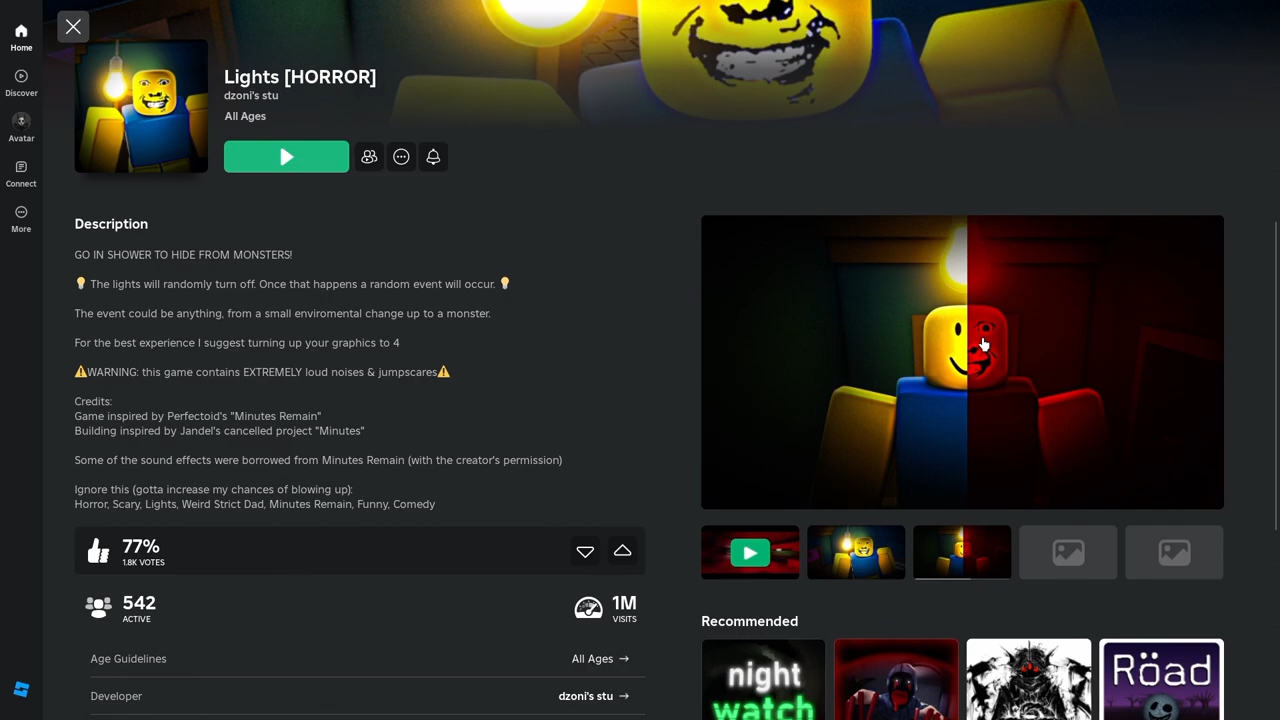 Home
Discover
Avatar
Connect
More
Lights [HORROR]
dzoni's stu
All Ages
Description
GO IN SHOWER TO HIDE FROM MONSTERS!
💡 The lights will randomly turn off. Once that happens a random event will occur. 💡
The event could be anything, from a small enviromental change up to a monster.
For the best experience I suggest turning up your graphics to 4
⚠️WARNING: this game contains EXTREMELY loud noises & jumpscares⚠️
Credits:
Game inspired by Perfectoid's "Minutes Remain"
Building inspired by Jandel's cancelled project "Minutes"
Some of the sound effects were borrowed from Minutes Remain (with the creator's permission)
Ignore this (gotta increase my chances of blowing up):
Horror, Scary, Lights, Weird Strict Dad, Minutes Remain, Funny, Comedy
77%
1.8K VOTES
542
ACTIVE
1M
VISITS
Age Guidelines
All Ages →
Developer
dzoni's stu →
Recommended
night
watch
Röad